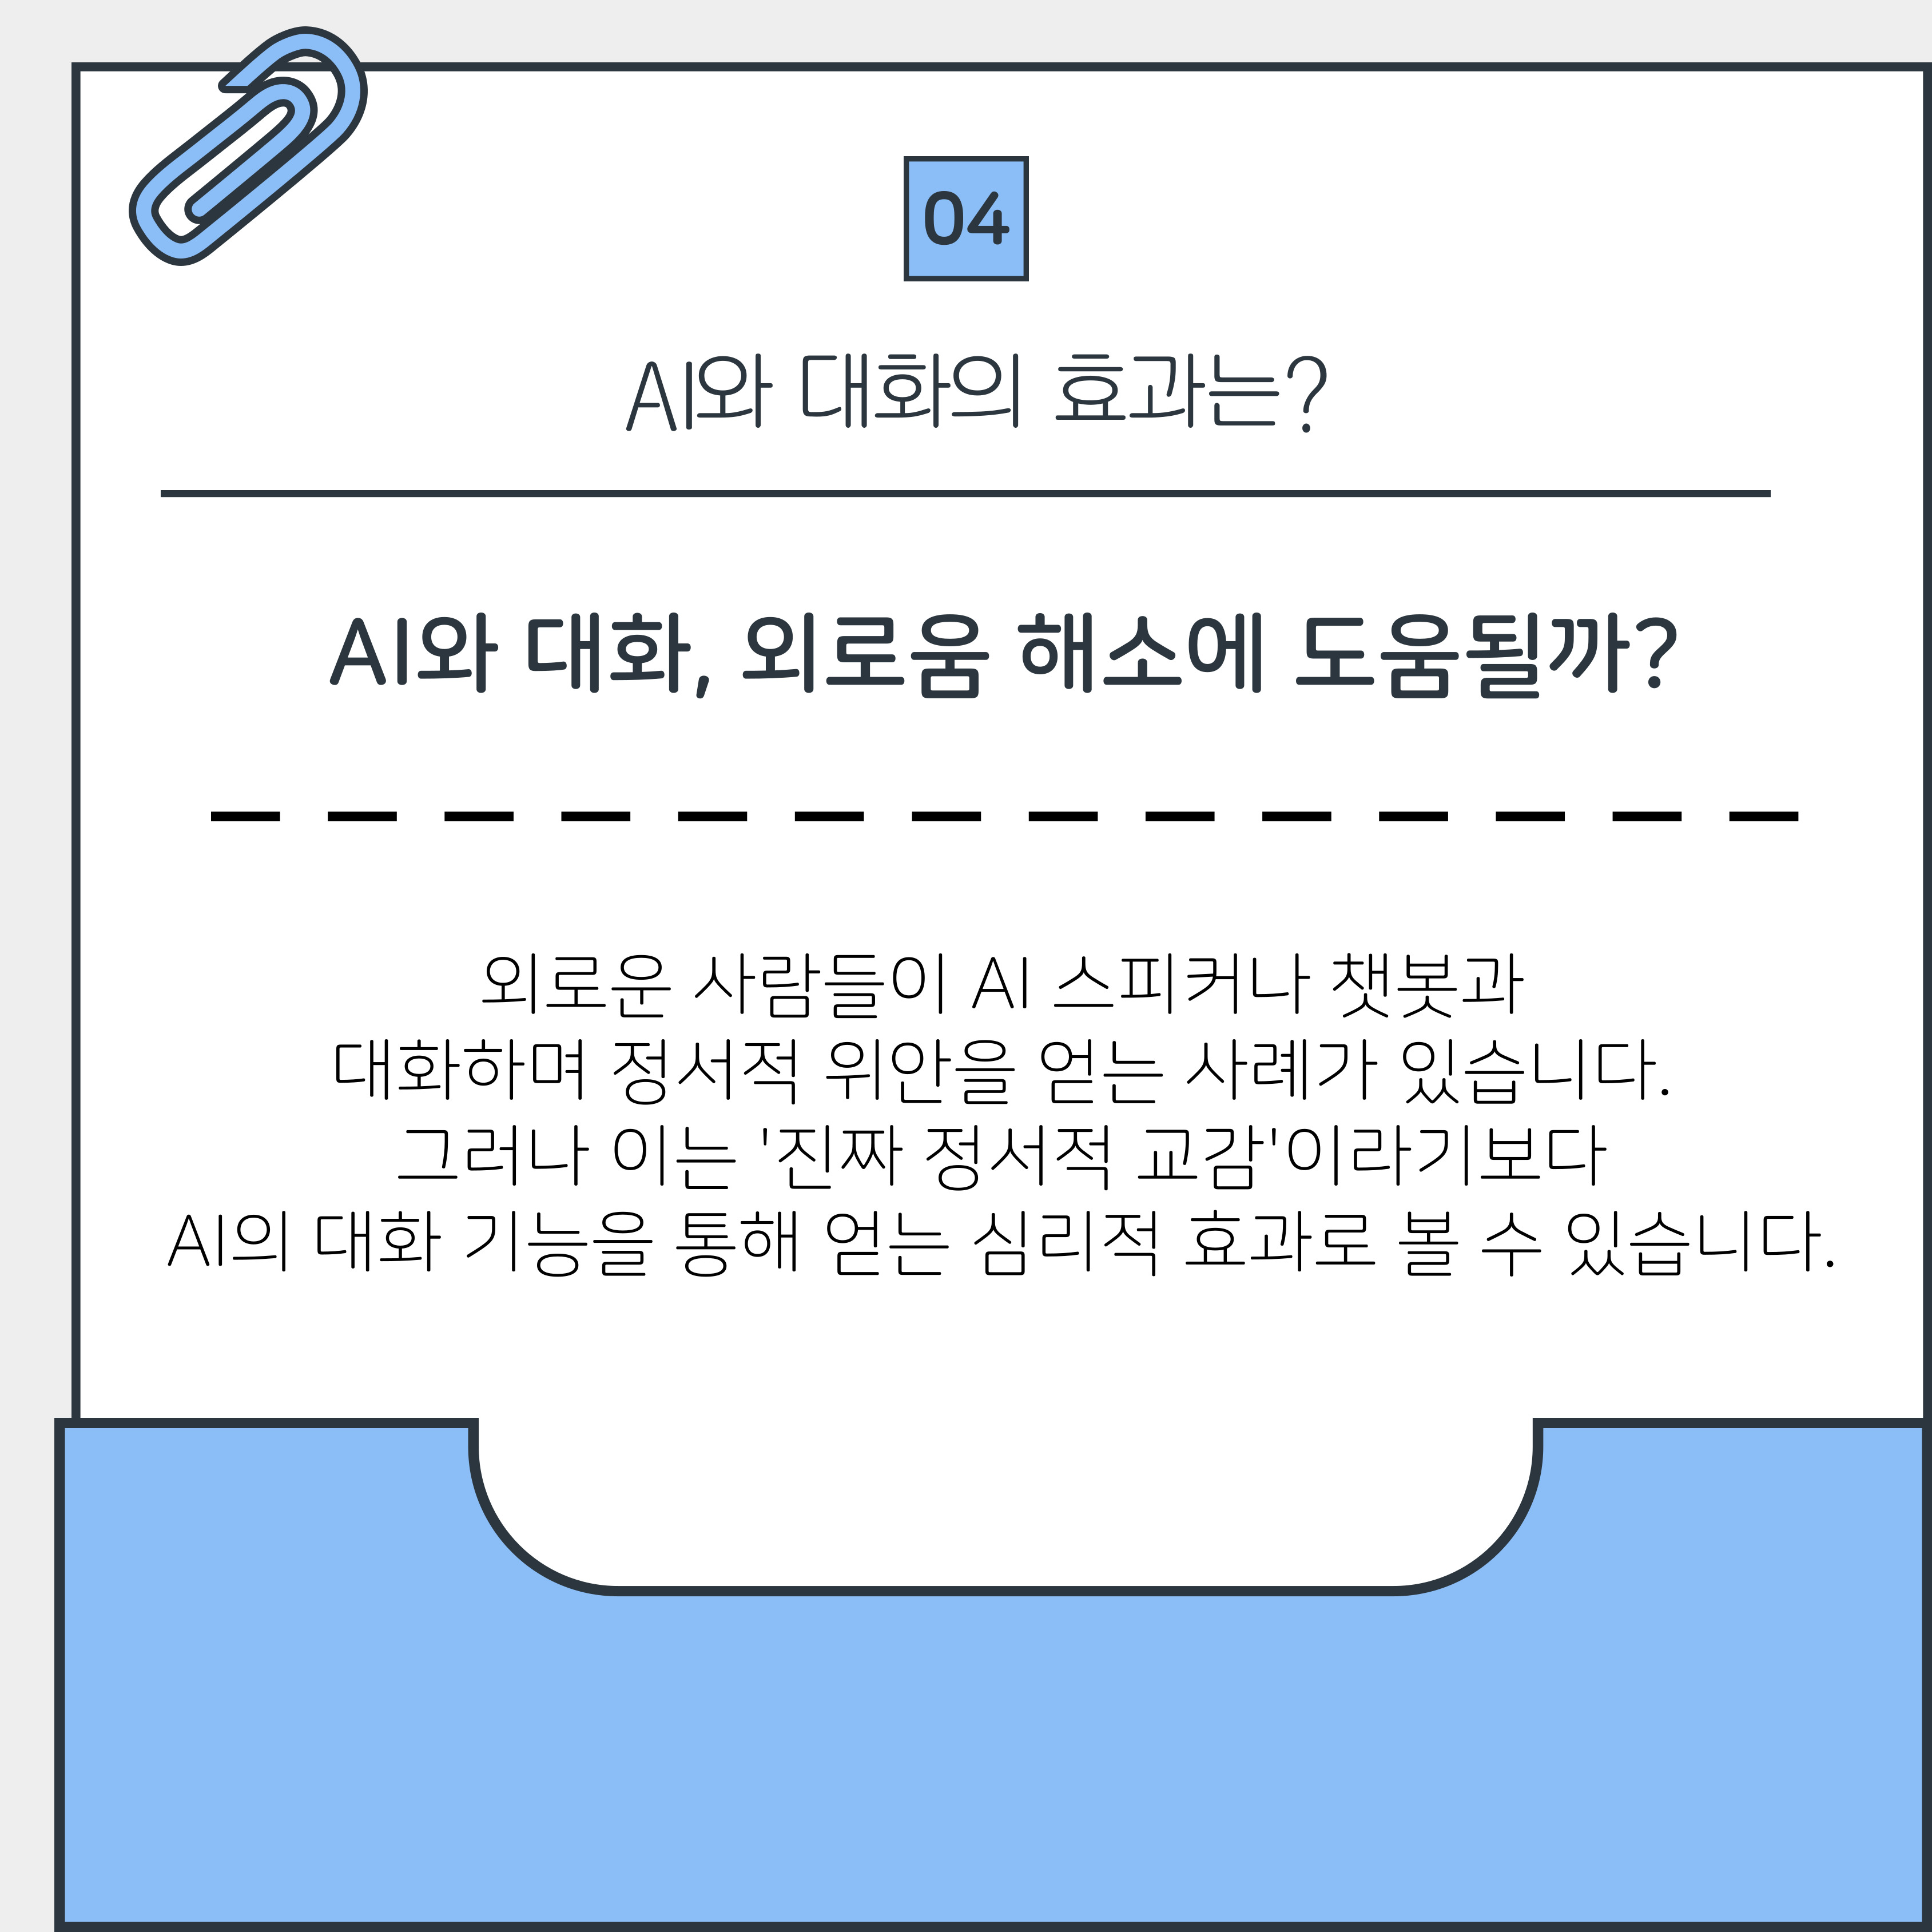 04
AI와 대화의 효과는?
AI와 대화, 외로움 해소에 도움될까?
외로운 사람들이 AI 스피커나 챗봇과
대화하며 정서적 위안을 얻는 사례가 있습니다.
그러나 이는 '진짜 정서적 교감'이라기보다
AI의 대화 기능을 통해 얻는 심리적 효과로 볼 수 있습니다.